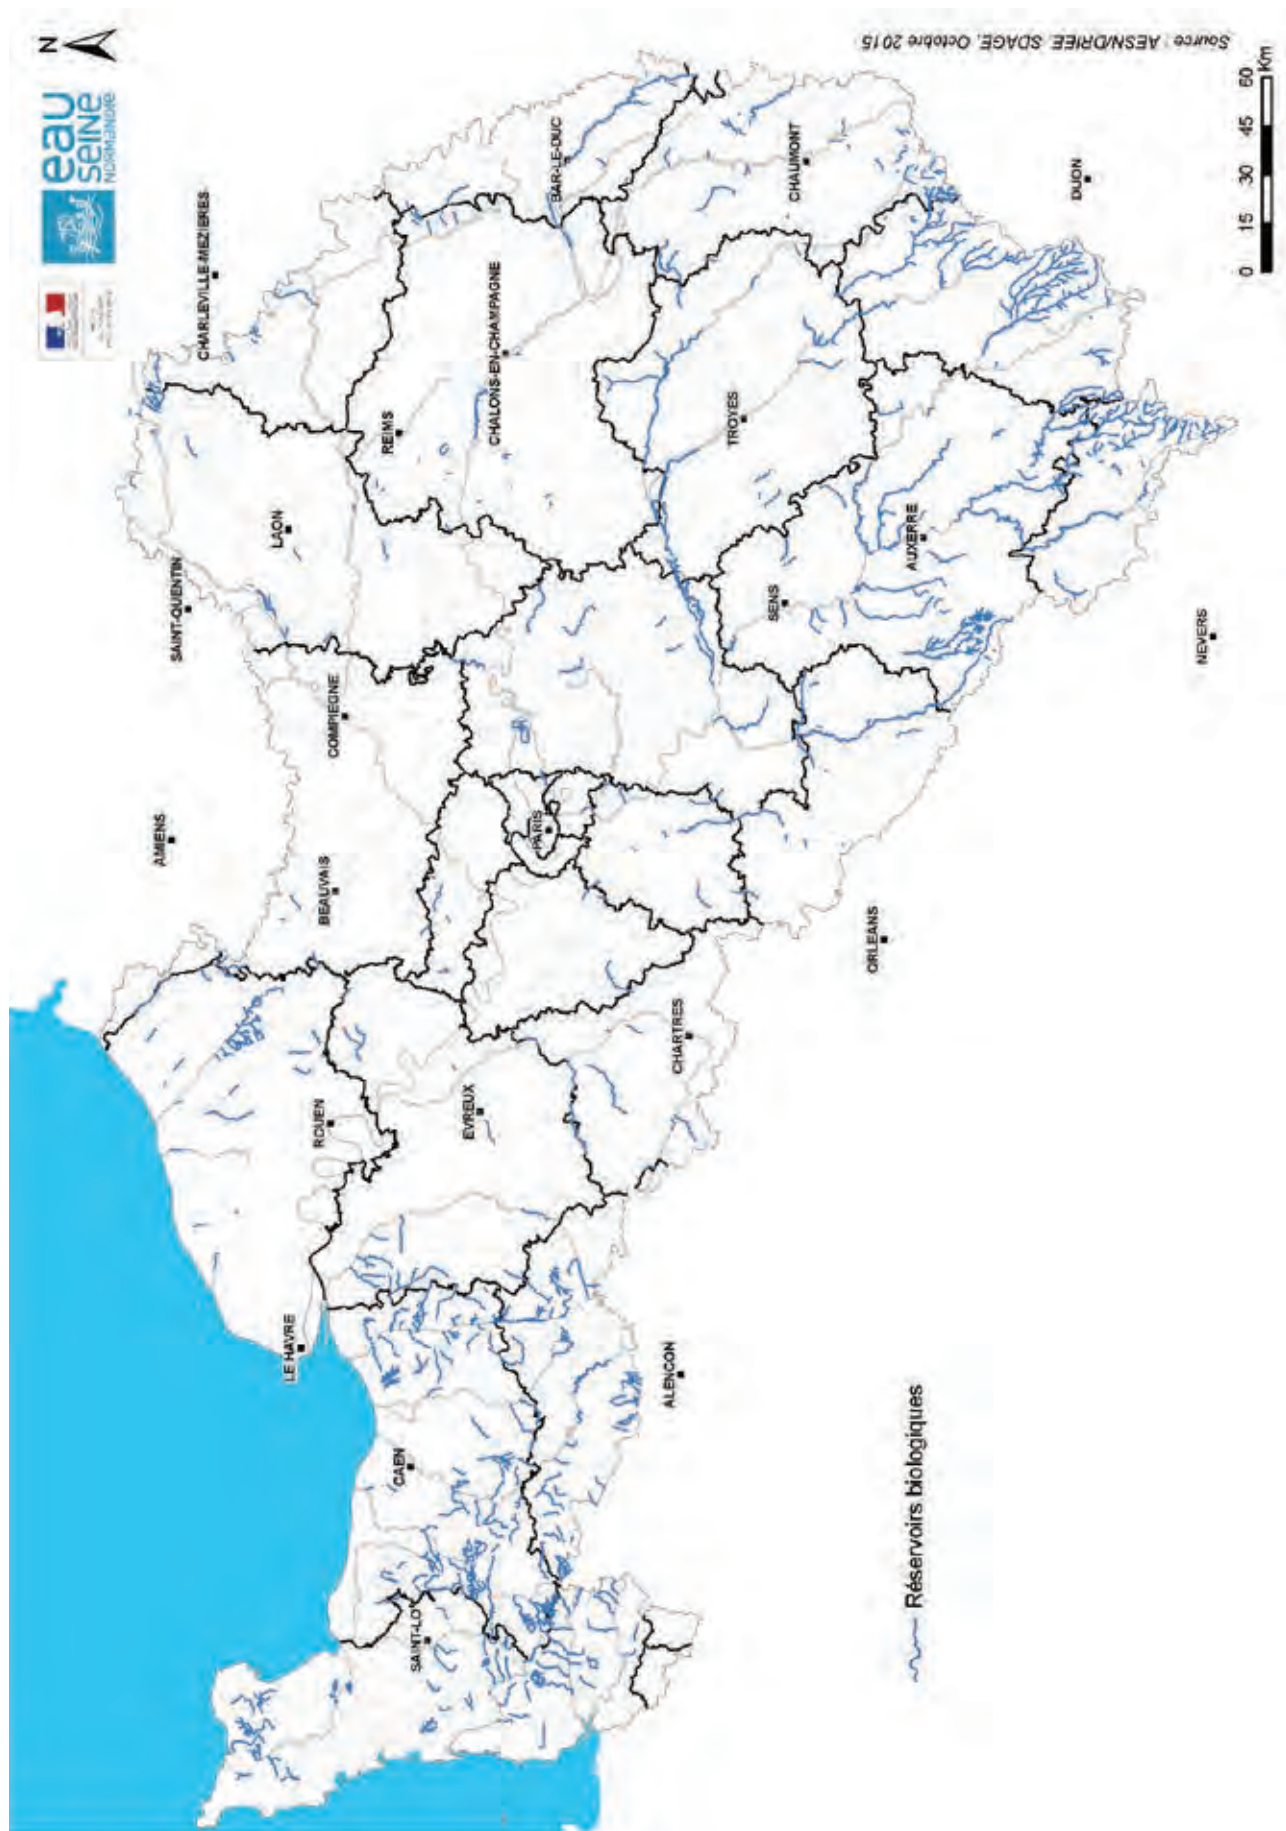 N
eau
SEINE
NORMANDIE
CHARLEVILLE-MEZIERES
SAINT-QUENTIN
AMIENS
LAON
COMPIEGNE
BEAUVAIS
REIMS
ROUEN
LE HAVRE
BAR-LE-DUC
CHALONS-EN-CHAMPAGNE
PARIS
EVREUX
CAEN
SAINT-LO
CHAUMONT
TROYES
SENS
CHARTRES
ALENCON
AUXERRE
ORLEANS
DIJON
NEVERS
Réservoirs biologiques
0 15 30 45 60
Km
Source : AESN/DRIEE, SDAGE, Octobre 2015